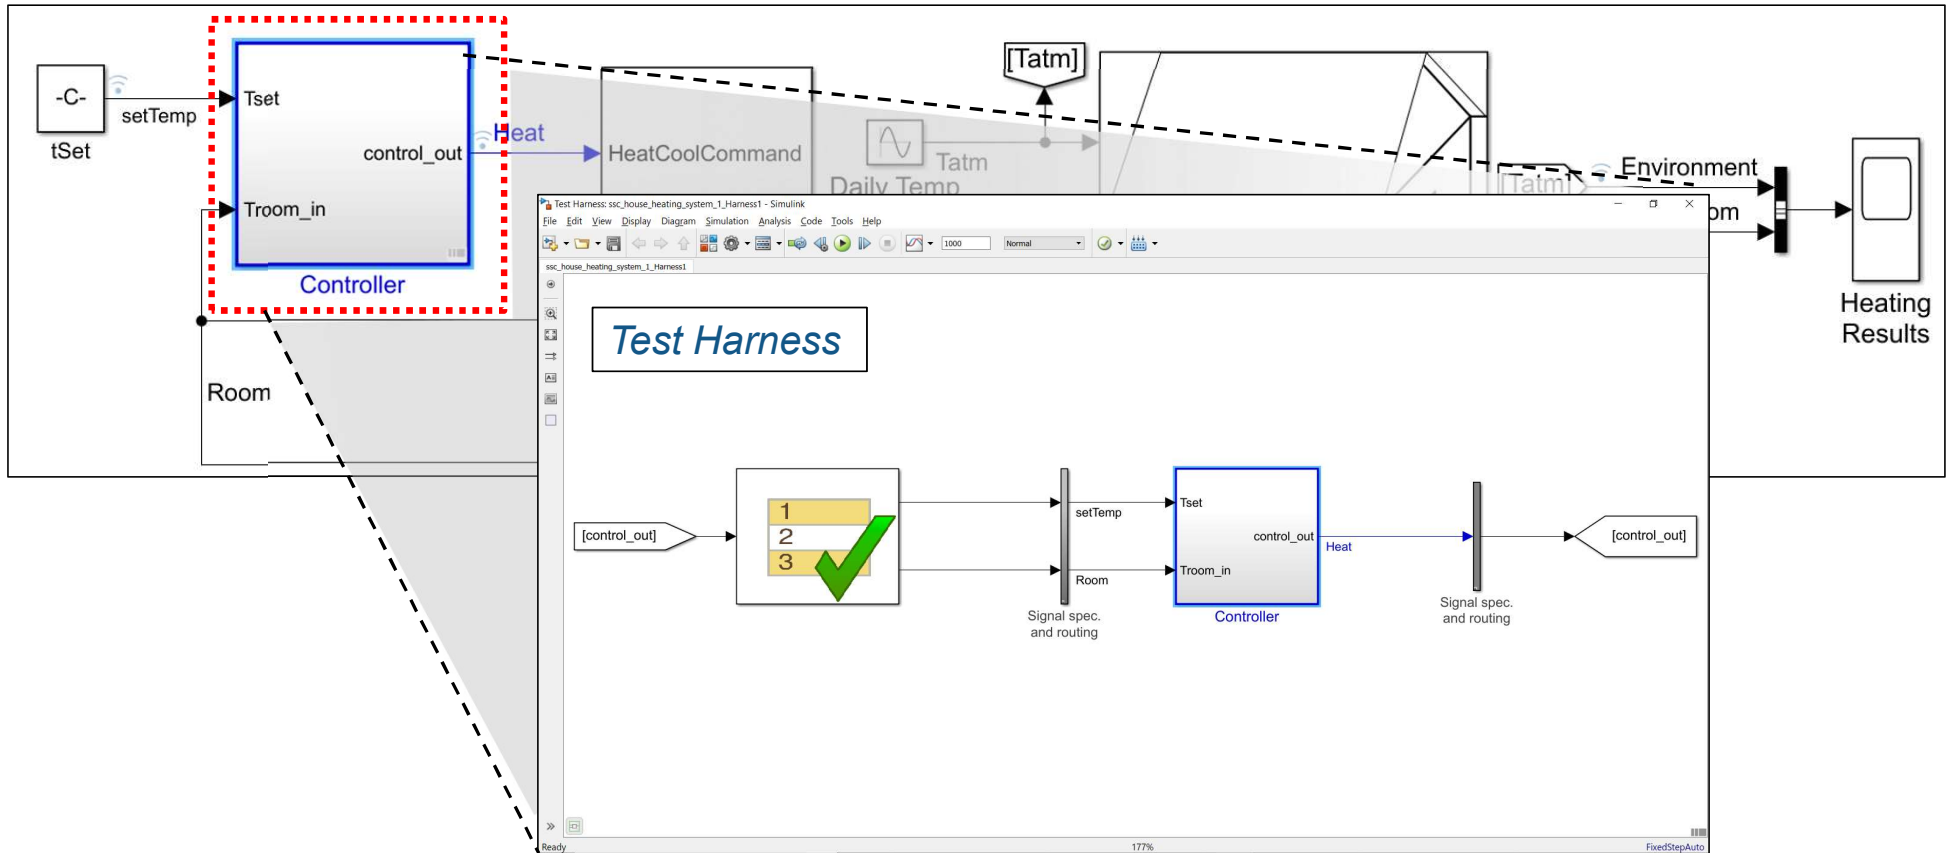 -C-
tSet
setTemp
Tset
control_out
Troom_in
Controller
Heat
HeatCoolCommand
[Tatm]
Tatm
Daily Temp
[Tatm]
Environment
om
Heating
Results
Room
Test Harness: ssc_house_heating_system_1_Harness1 - Simulink
File Edit View Display Diagram Simulation Analysis Code Tools Help
1000
Normal
ssc_house_heating_system_1_Harness1
Test Harness
[control_out]
1
2
3
setTemp
Room
Signal spec.
and routing
Tset
control_out
Troom_in
Controller
Heat
Signal spec.
and routing
[control_out]
Ready
177%
FixedStepAuto